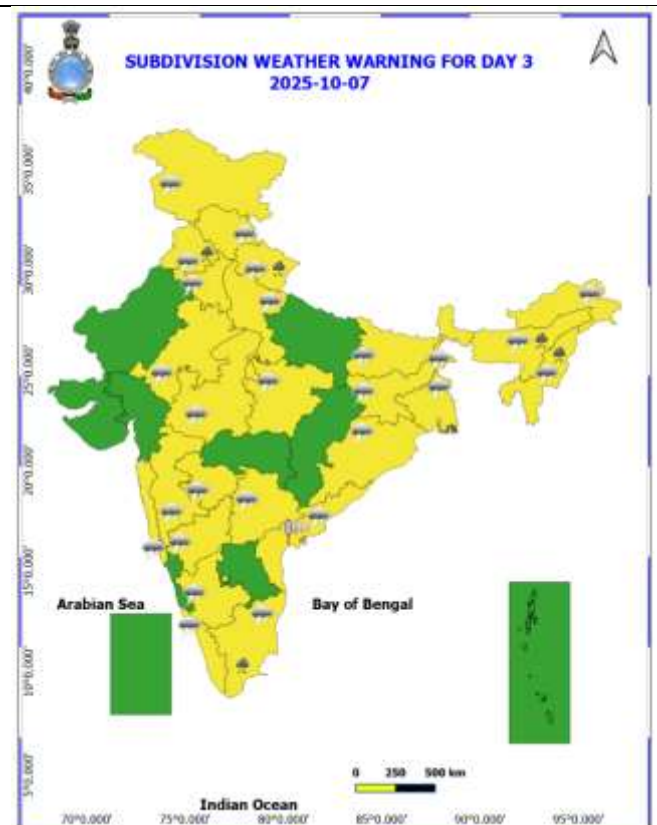 SUBDIVISION WEATHER WARNING FOR DAY 3
2025-10-07
40°0.000'
35°0.000'
30°0.000'
25°0.000'
20°0.000'
15°0.000'
10°0.000'
5°0.000'
Arabian Sea
Bay of Bengal
0 250 500 km
Indian Ocean
70°0.000' 75°0.000' 80°0.000' 85°0.000' 90°0.000' 95°0.000'